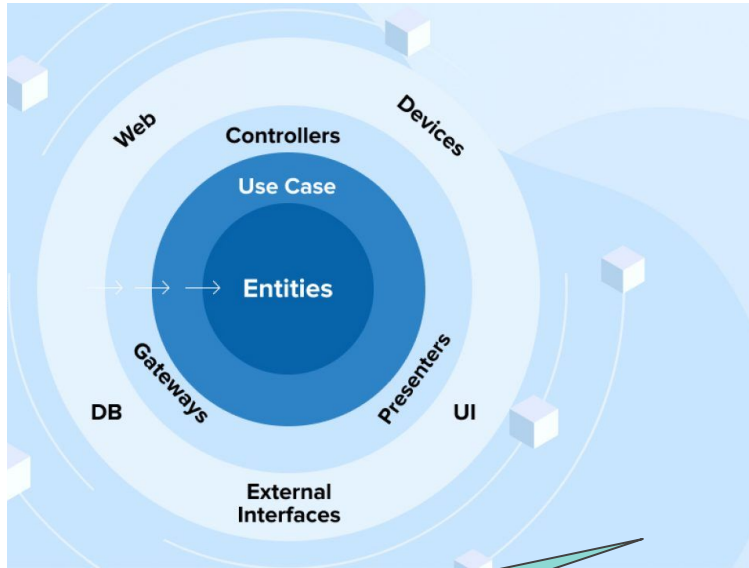 Web
Devices
Controllers
Use Case
Entities
Gateways
Presenters
DB
UI
External
Interfaces